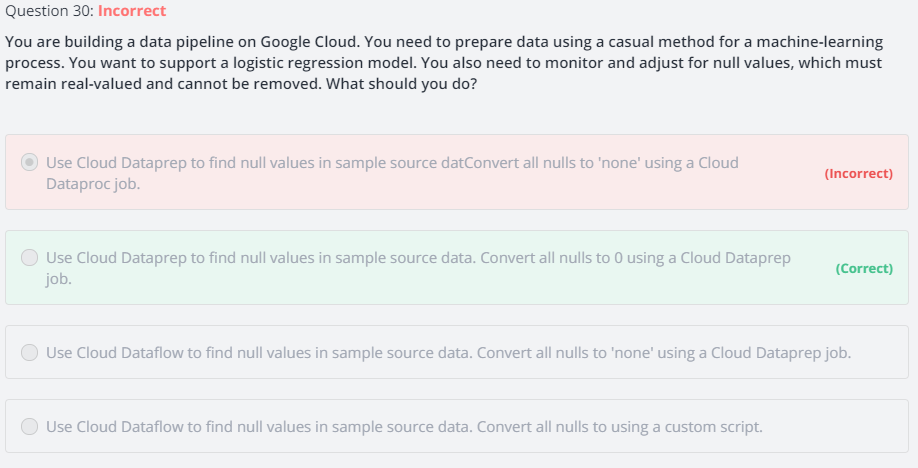 Question 30: Incorrect
You are building a data pipeline on Google Cloud. You need to prepare data using a casual method for a machine-learning
process. You want to support a logistic regression model. You also need to monitor and adjust for null values, which must
remain real-valued and cannot be removed. What should you do?
Use Cloud Dataprep to find null values in sample source datConvert all nulls to 'none' using a Cloud
Dataproc job.
(Incorrect)
Use Cloud Dataprep to find null values in sample source data. Convert all nulls to 0 using a Cloud Dataprep
job.
(Correct)
Use Cloud Dataflow to find null values in sample source data. Convert all nulls to 'none' using a Cloud Dataprep job.
Use Cloud Dataflow to find null values in sample source data. Convert all nulls to using a custom script.